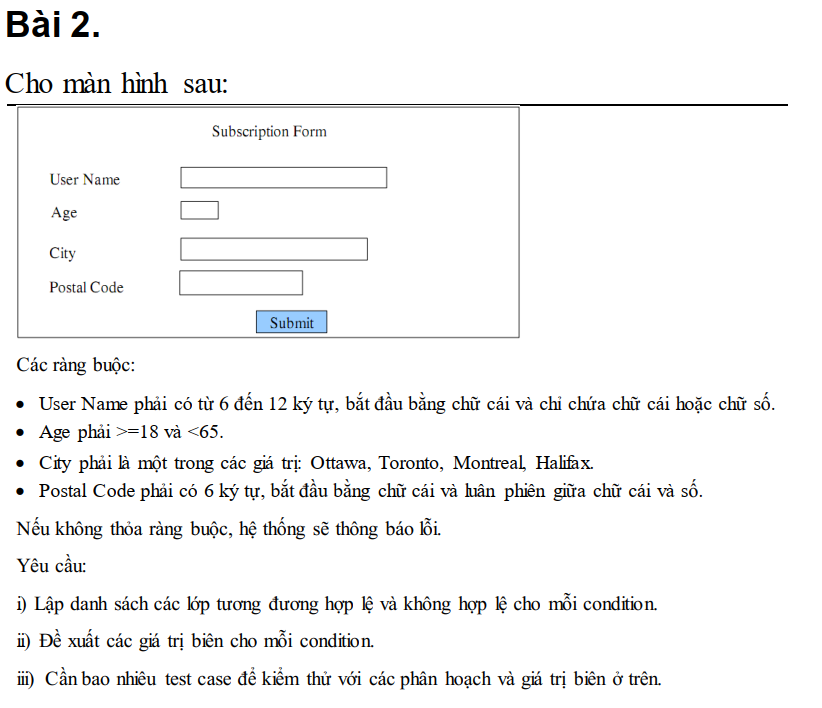 Bài 2.
Cho màn hình sau:
Subscription Form
User Name
Age
City
Postal Code
Submit
Các ràng buộc:
• User Name phải có từ 6 đến 12 ký tự, bắt đầu bằng chữ cái và chỉ chứa chữ cái hoặc chữ số.
• Age phải >=18 và <65.
• City phải là một trong các giá trị: Ottawa, Toronto, Montreal, Halifax.
• Postal Code phải có 6 ký tự, bắt đầu bằng chữ cái và luân phiên giữa chữ cái và số.
Nếu không thỏa ràng buộc, hệ thống sẽ thông báo lỗi.
Yêu cầu:
i) Lập danh sách các lớp tương đương hợp lệ và không hợp lệ cho mỗi condition.
ii) Đề xuất các giá trị biên cho mỗi condition.
iii) Cần bao nhiêu test case để kiểm thử với các phân hoạch và giá trị biên ở trên.